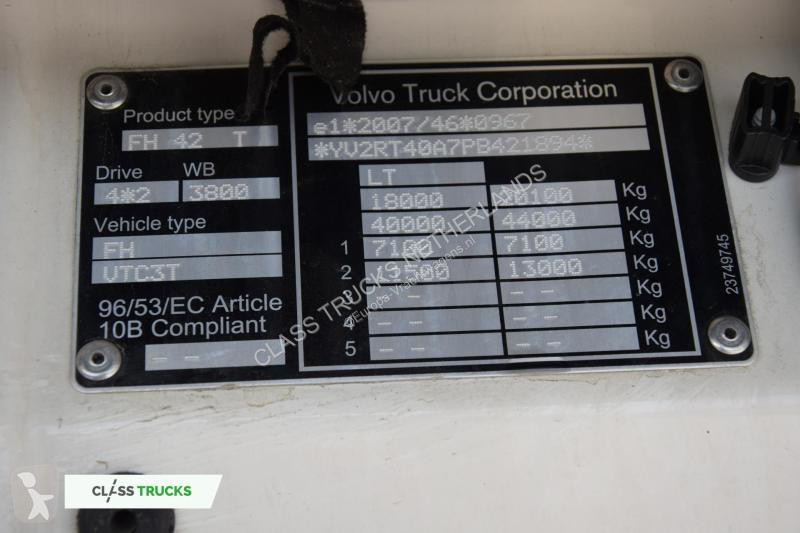 Product type
FH 42 T
Drive WB
4*2 3800
Vehicle type
FH
VTC3T
96/53/EC Article
10B Compliant
- -
Volvo Truck Corporation
e1*2007/46*0967
*YV2RT40A7PB421894*
LT
18000 20100 Kg
40000 44000 Kg
1 7100 7100 Kg
2 13000 Kg
3 - - - - Kg
4 - - - - Kg
5 - - - - Kg
23749745
CLASS TRUCKS NETHERLANDS
CLASS TRUCKS